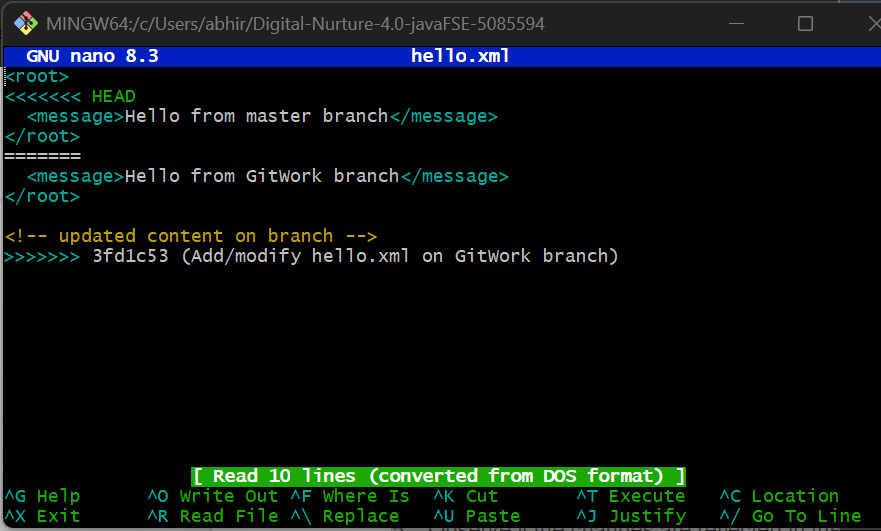 MINGW64:/c/Users/abhir/Digital-Nurture-4.0-javaFSE-5085594
GNU nano 8.3 hello.xml
<root>
<<<<<<< HEAD
  <message>Hello from master branch</message>
</root>
=======
  <message>Hello from GitWork branch</message>
</root>

<!-- updated content on branch -->
>>>>>>> 3fd1c53 (Add/modify hello.xml on GitWork branch)
[ Read 10 lines (converted from DOS format) ]
^G Help ^O Write Out ^F Where Is ^K Cut ^T Execute ^C Location
^X Exit ^R Read File ^\ Replace ^U Paste ^J Justify ^/ Go To Line